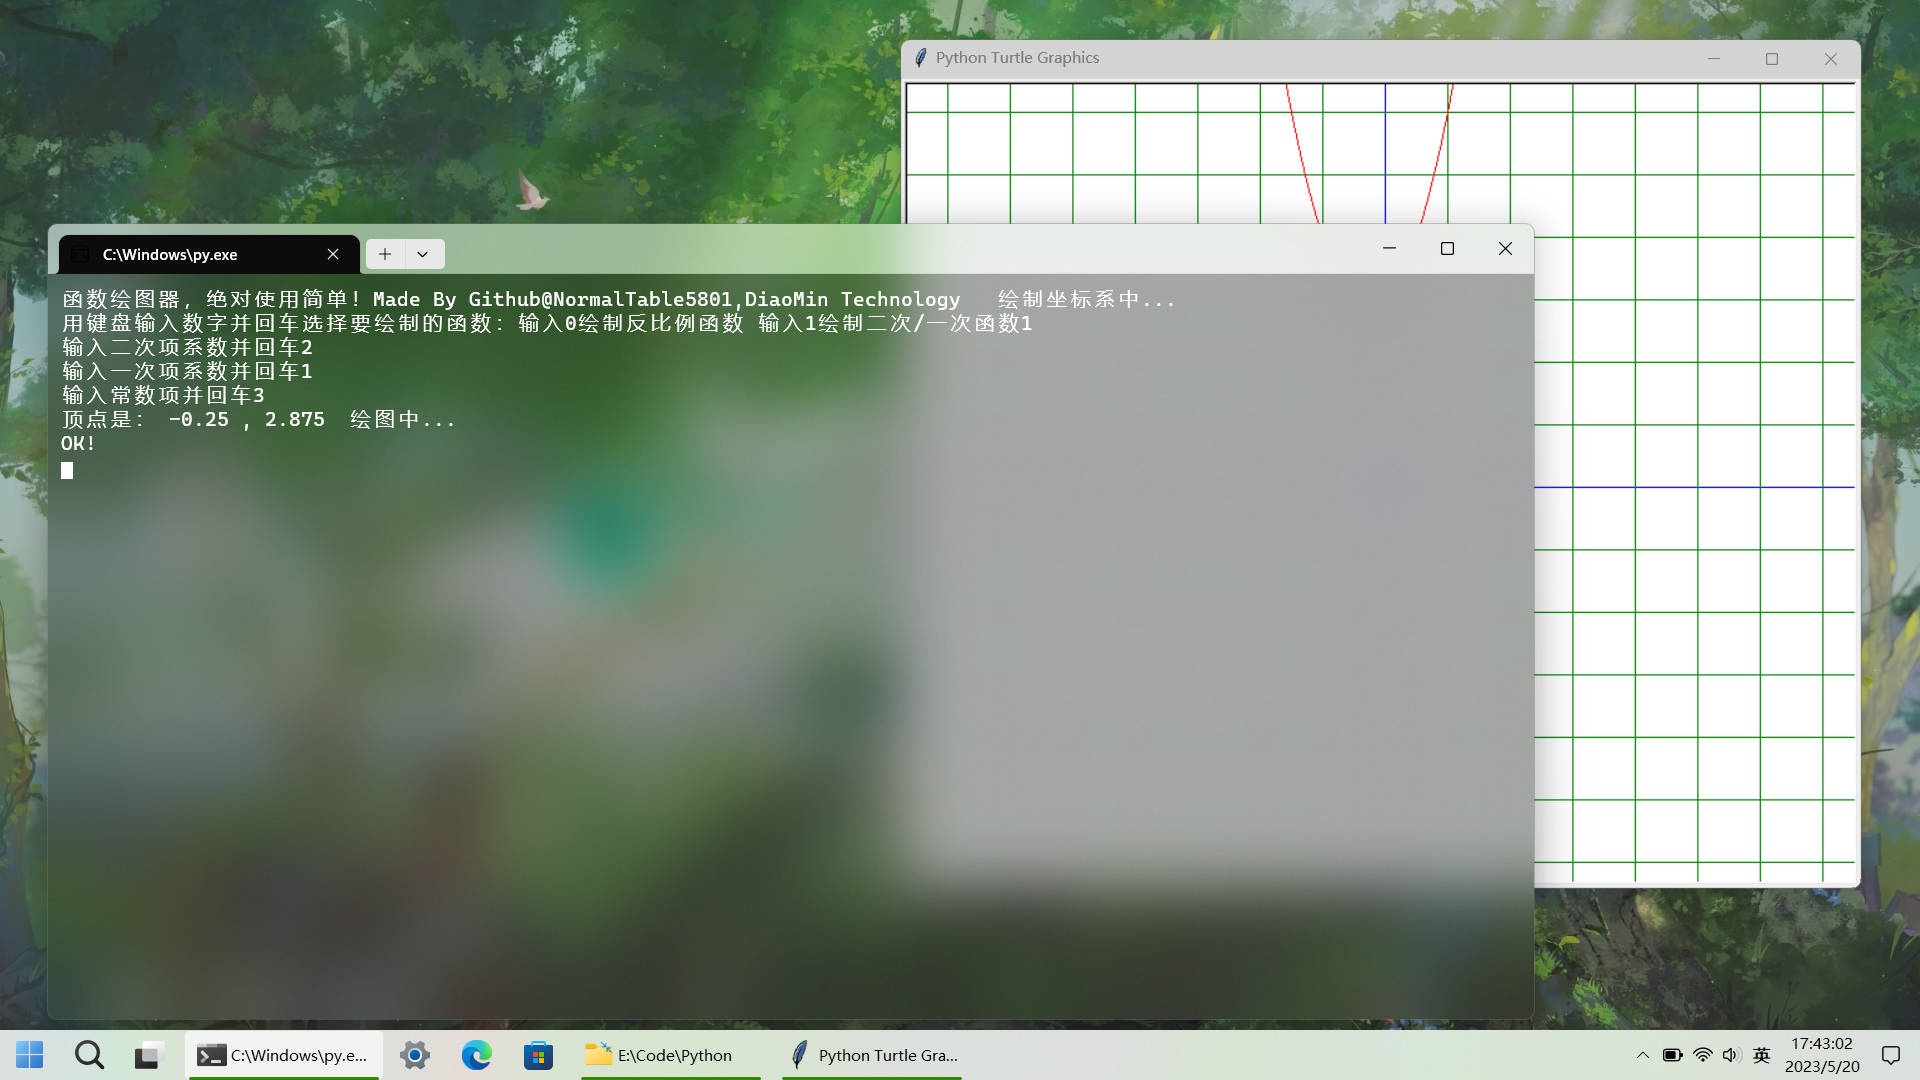 Python Turtle Graphics
C:\Windows\py.exe
函数绘图器，绝对使用简单！Made By Github@NormalTable5801,DiaoMin Technology   绘制坐标系中...
用键盘输入数字并回车选择要绘制的函数：输入0绘制反比例函数 输入1绘制二次/一次函数1
输入二次项系数并回车2
输入一次项系数并回车1
输入常数项并回车3
顶点是： -0.25 , 2.875  绘图中...
OK!
C:\Windows\py.e...
E:\Code\Python
Python Turtle Gra...
英
17:43:02
2023/5/20